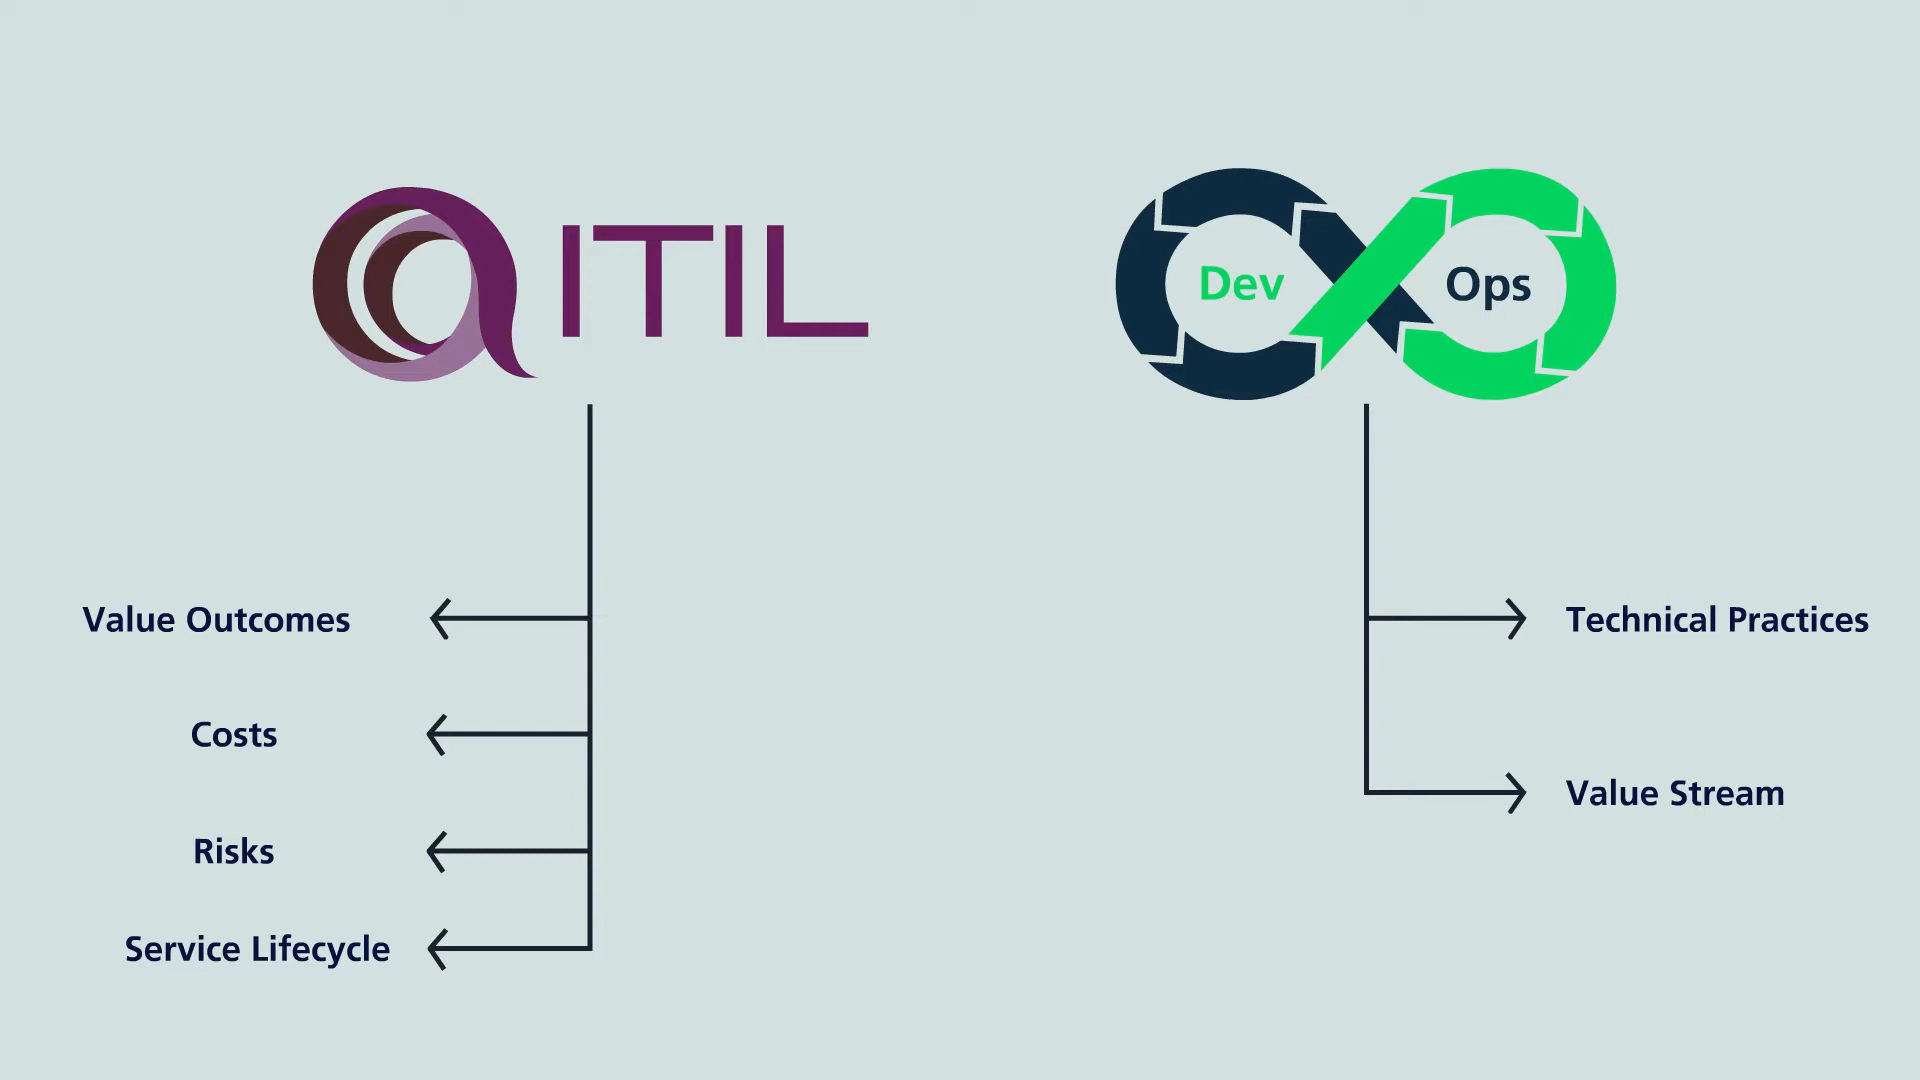 ITIL
Dev
Ops
Value Outcomes
Costs
Risks
Service Lifecycle
Technical Practices
Value Stream